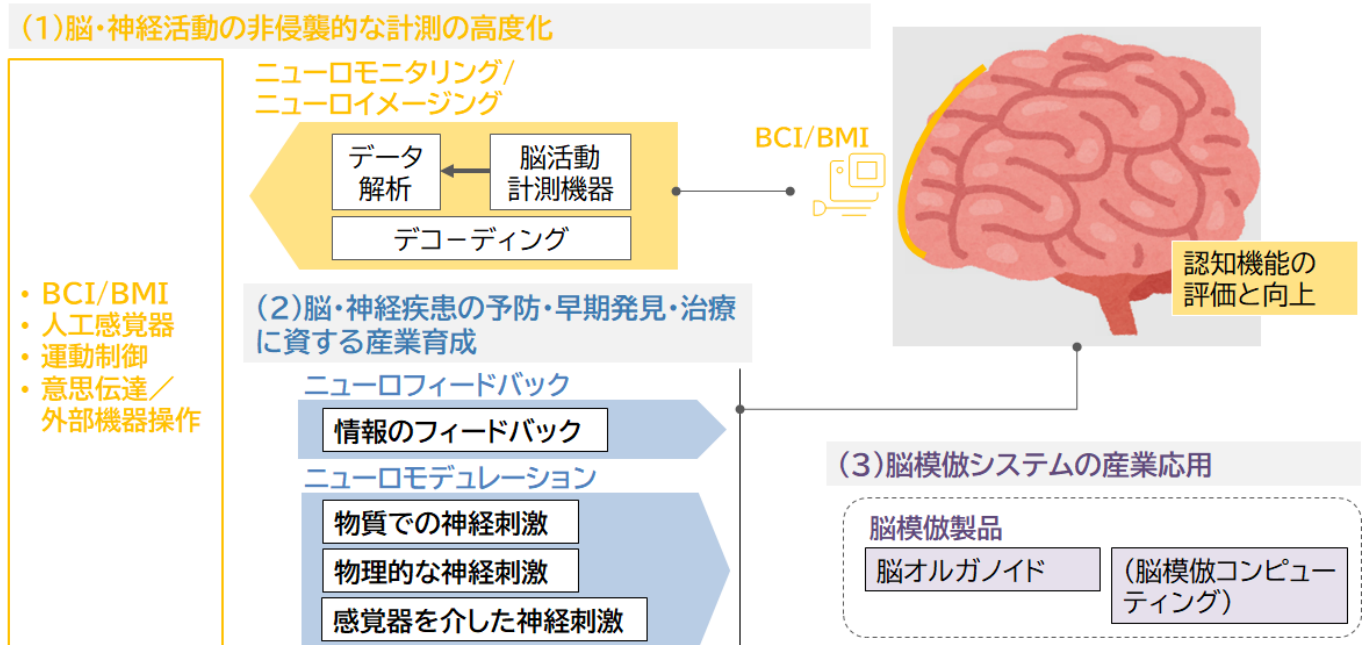 (1)脳・神経活動の非侵襲的な計測の高度化
ニューロモニタリング/
ニューロイメージング
データ
解析
脳活動
計測機器
デコーディング
BCI/BMI
認知機能の
評価と向上
• BCI/BMI
• 人工感覚器
• 運動制御
• 意思伝達／
外部機器操作
(2)脳・神経疾患の予防・早期発見・治療
に資する産業育成
ニューロフィードバック
情報のフィードバック
ニューロモデュレーション
物質での神経刺激
物理的な神経刺激
感覚器を介した神経刺激
(3)脳模倣システムの産業応用
脳模倣製品
脳オルガノイド
(脳模倣コンピュー
ティング)